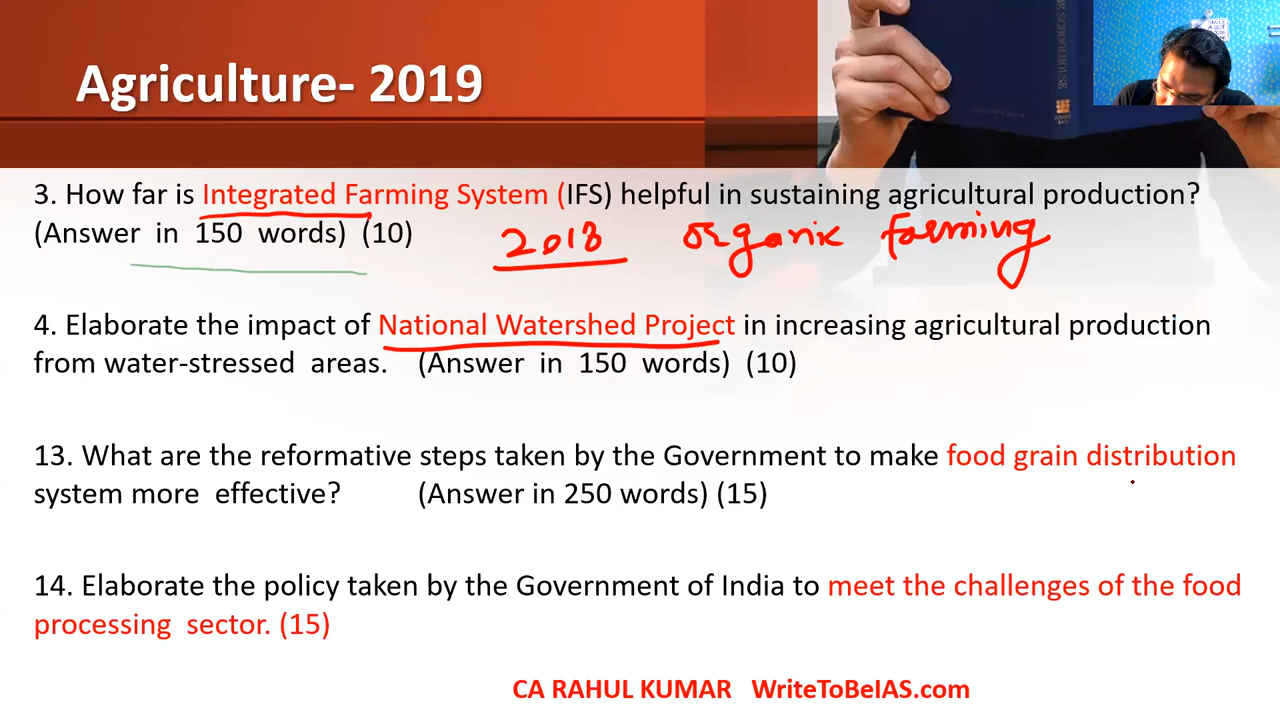 Agriculture- 2019
3. How far is Integrated Farming System (IFS) helpful in sustaining agricultural production?
(Answer in 150 words) (10)
2018 organic farming
4. Elaborate the impact of National Watershed Project in increasing agricultural production
from water-stressed areas. (Answer in 150 words) (10)
13. What are the reformative steps taken by the Government to make food grain distribution
system more effective? (Answer in 250 words) (15)
14. Elaborate the policy taken by the Government of India to meet the challenges of the food
processing sector. (15)
CA RAHUL KUMAR WriteToBeIAS.com